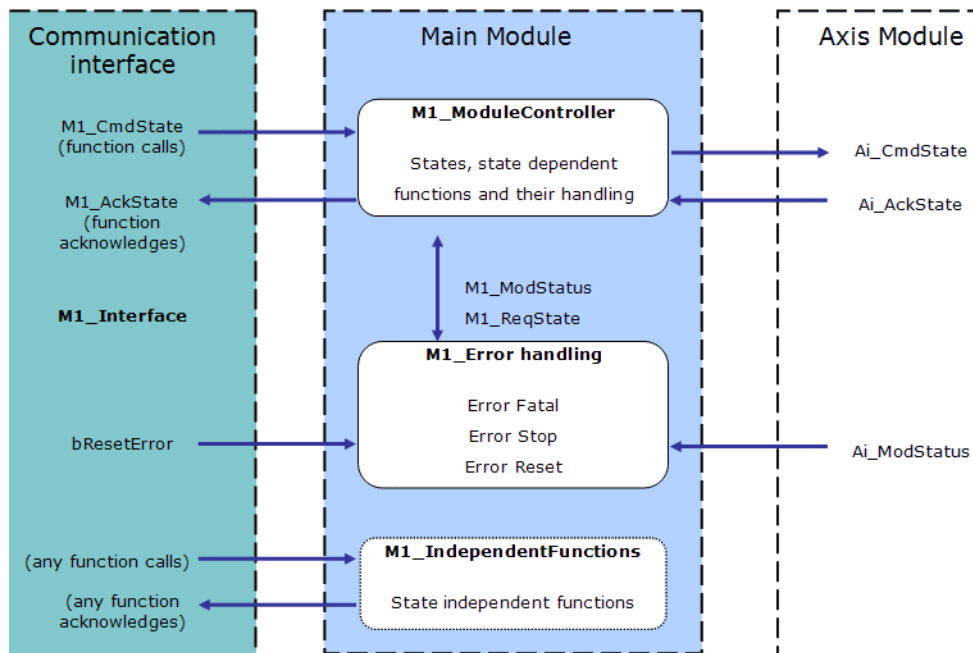 Communication
interface
M1_CmdState
(function calls)
M1_AckState
(function
acknowledges)
M1_Interface
bResetError
(any function calls)
(any function
acknowledges)
Main Module
M1_ModuleController
States, state dependent
functions and their handling
M1_ModStatus
M1_ReqState
M1_Error handling
Error Fatal
Error Stop
Error Reset
M1_IndependentFunctions
State independent functions
Axis Module
Ai_CmdState
Ai_AckState
Ai_ModStatus